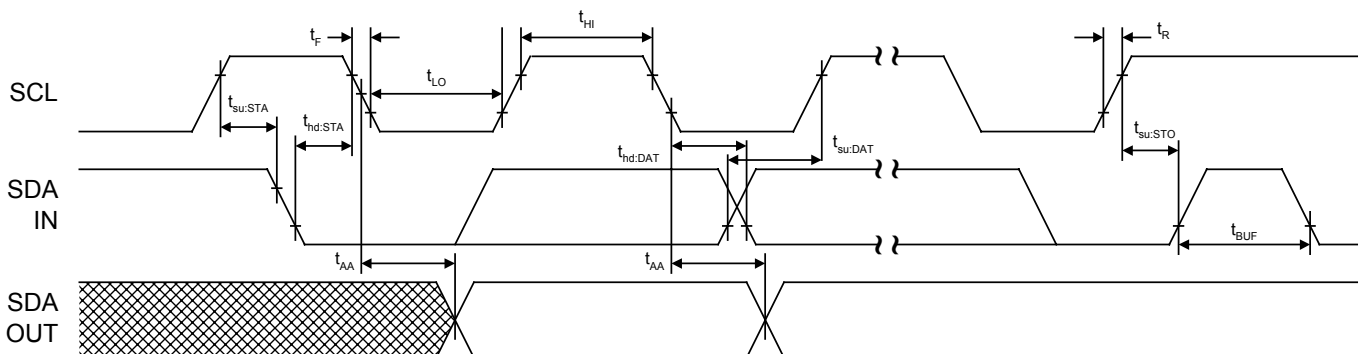 t_HI
t_F
t_R
t_LO
SCL
t_su:STA
t_hd:STA
t_su:STO
t_hd:DAT
t_su:DAT
SDA
IN
t_BUF
t_AA
t_AA
SDA
OUT